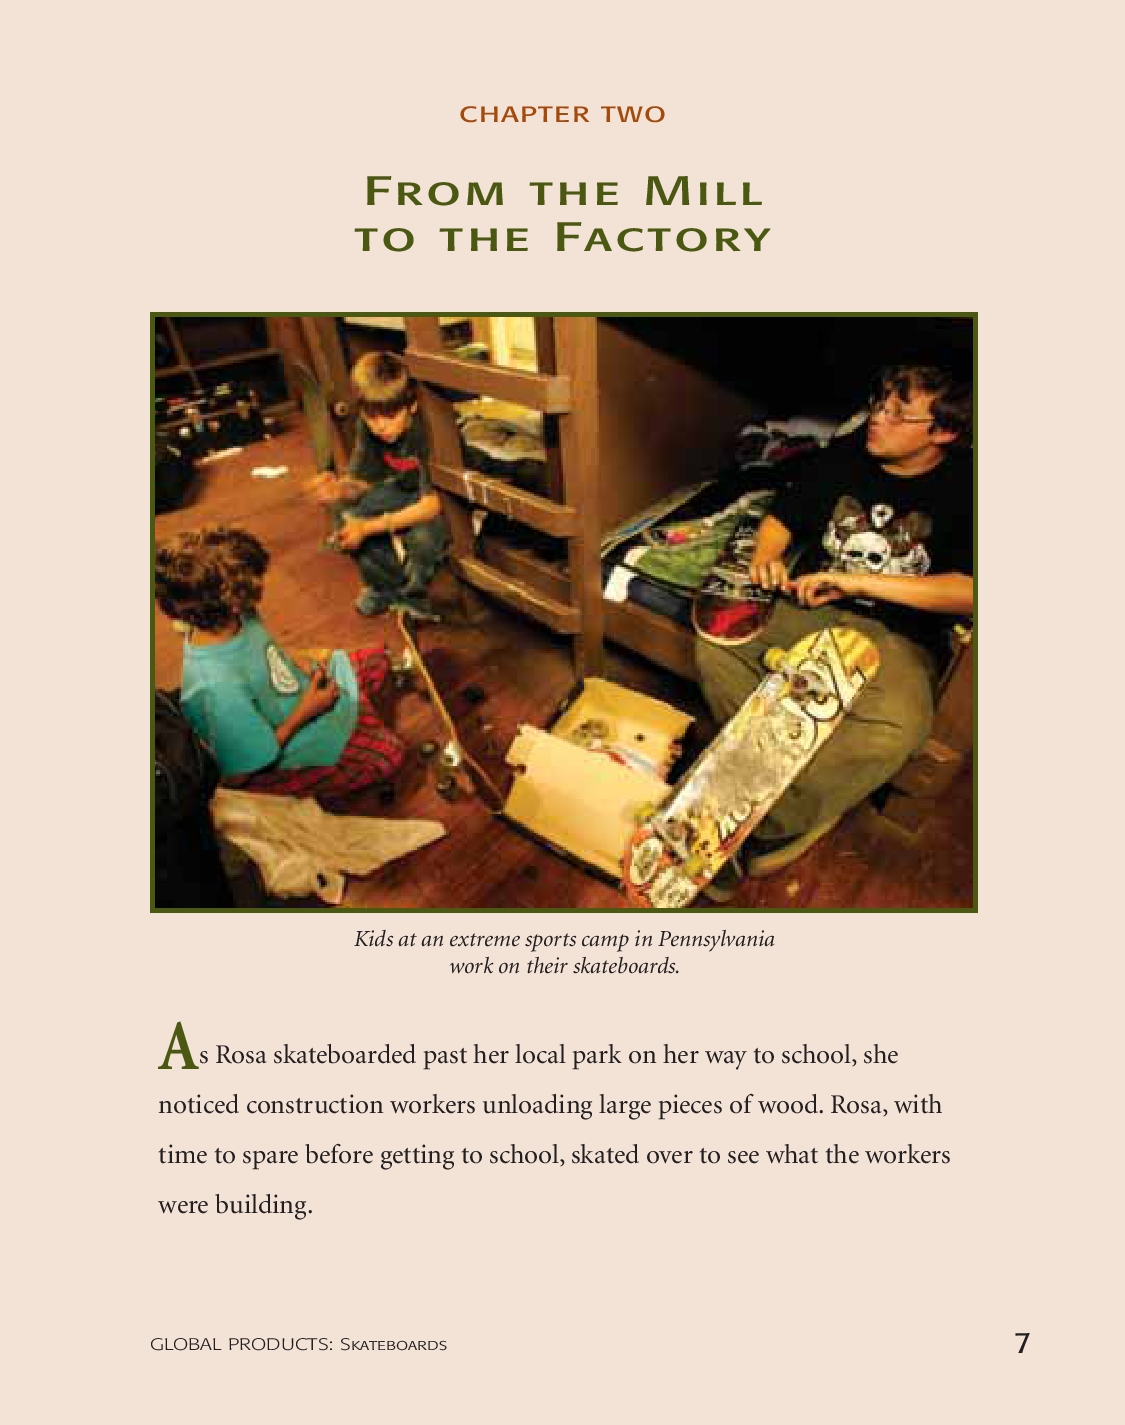 CHAPTER TWO
From the Mill
to the Factory
Kids at an extreme sports camp in Pennsylvania
work on their skateboards.
As Rosa skateboarded past her local park on her way to school, she
noticed construction workers unloading large pieces of wood. Rosa, with
time to spare before getting to school, skated over to see what the workers
were building.
GLOBAL PRODUCTS: Skateboards
7